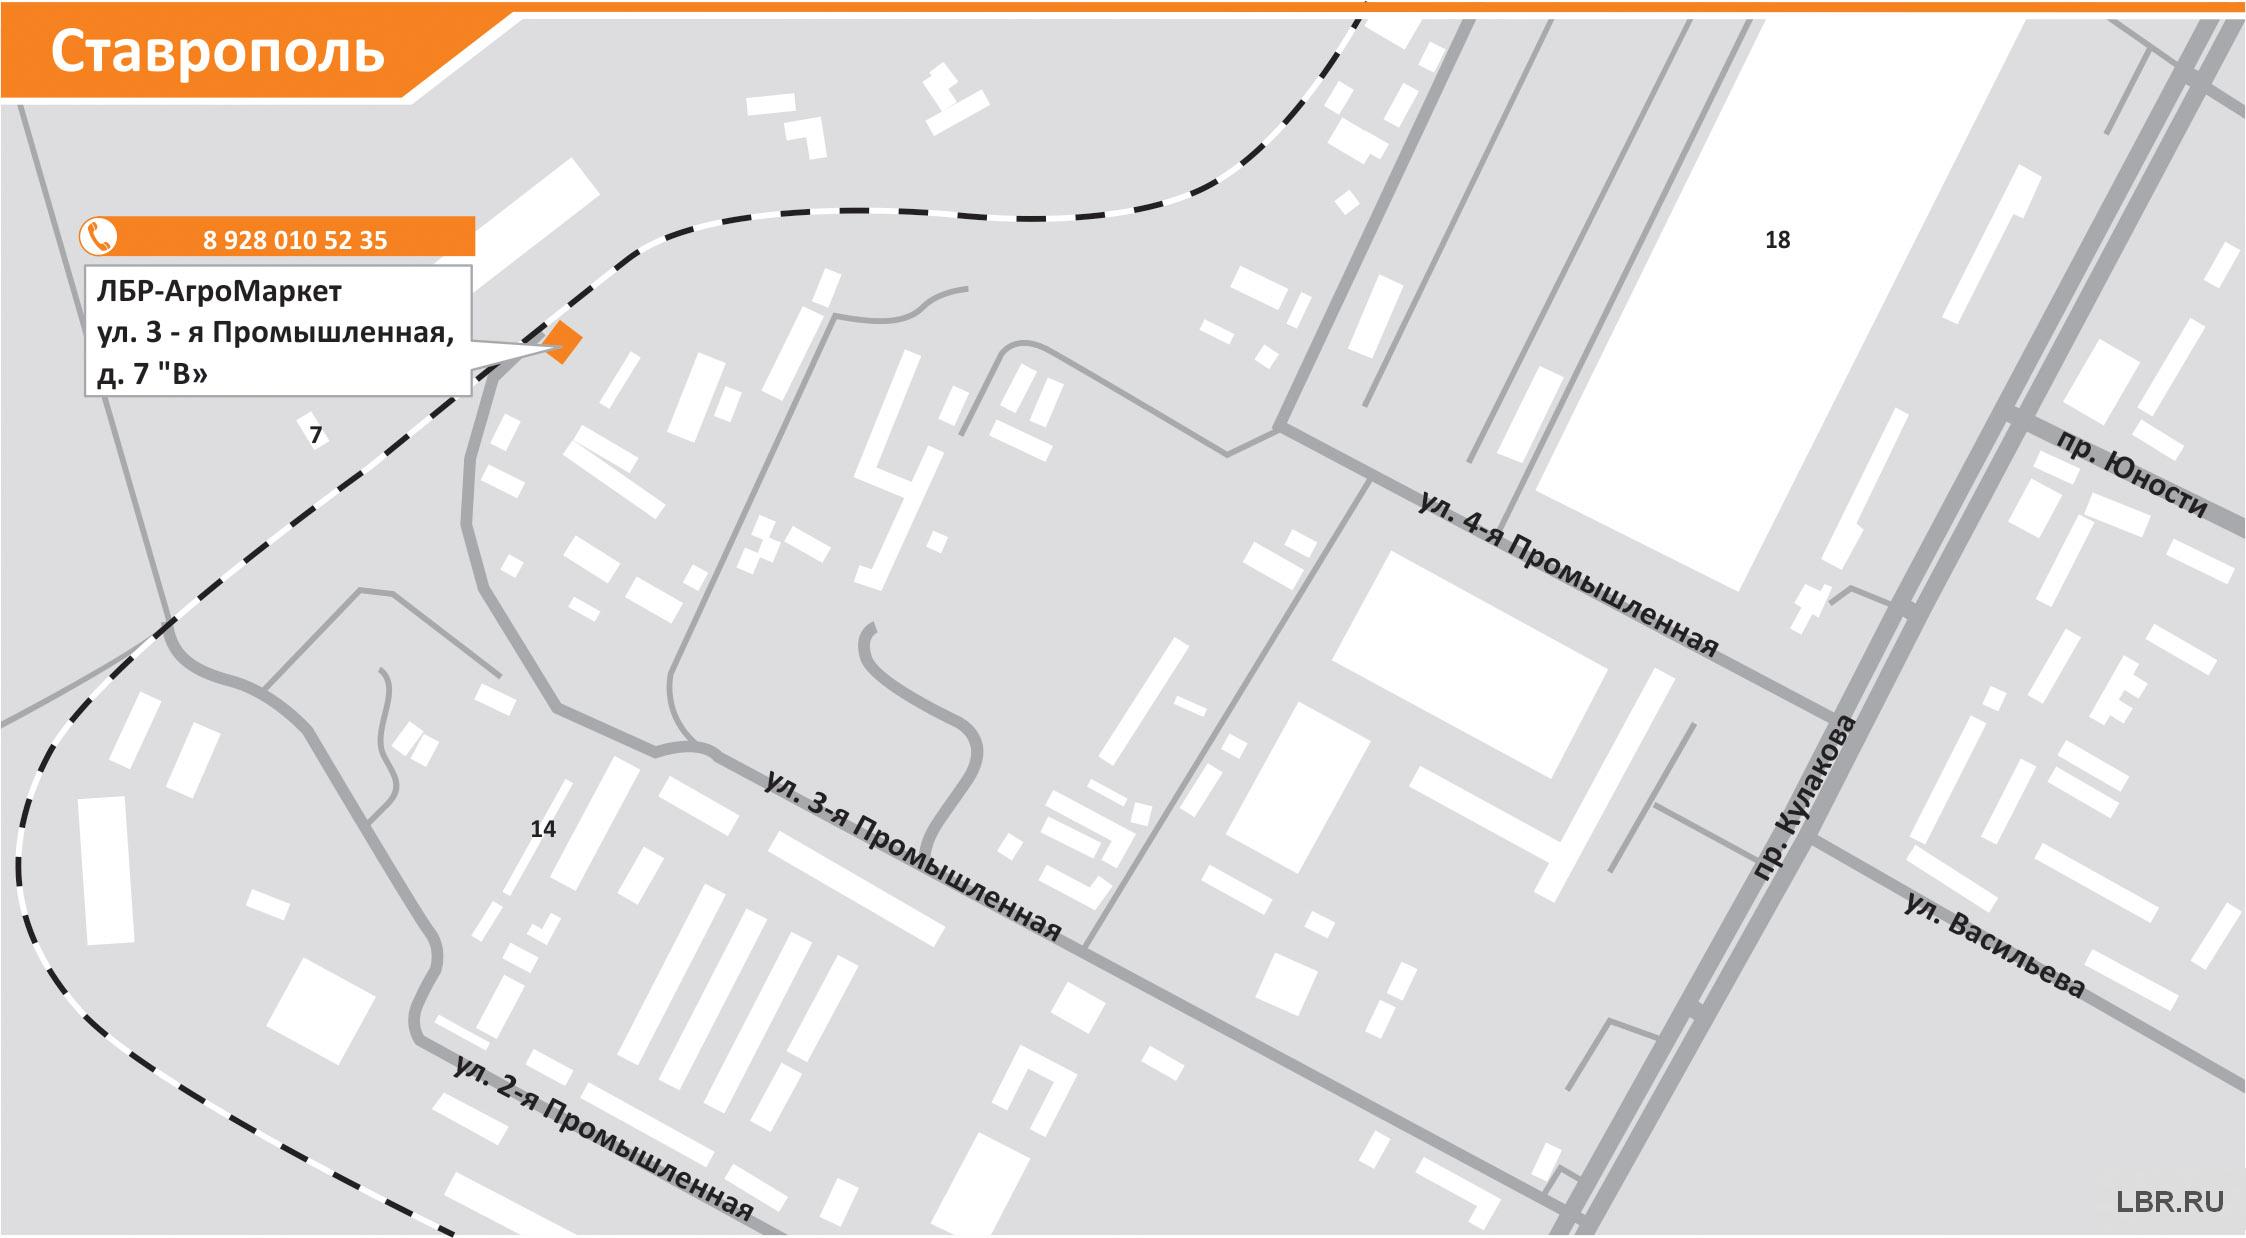 Ставрополь
8 928 010 52 35
ЛБР-АгроМаркет
ул. 3 - я Промышленная,
д. 7 "В»
7
18
пр. Юности
ул. 4-я Промышленная
пр. Кулакова
ул. 3-я Промышленная
14
ул. Васильева
ул. 2-я Промышленная
LBR.RU